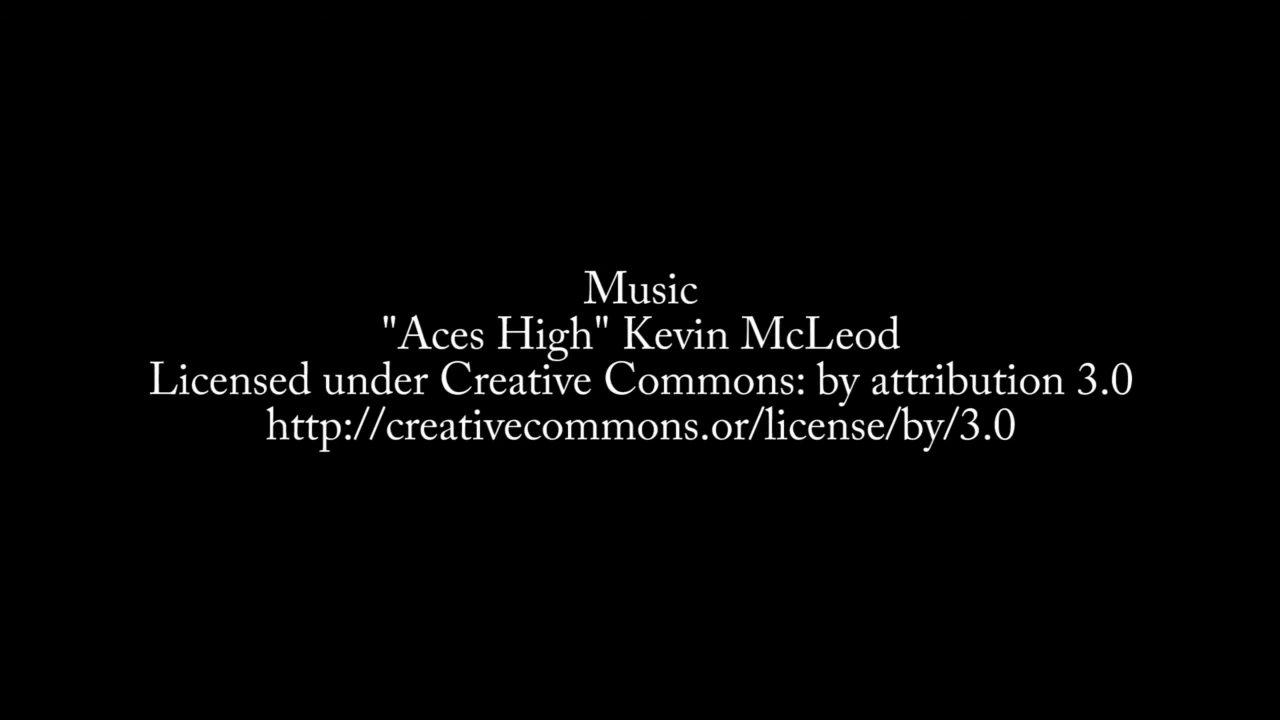 Music
"Aces High" Kevin McLeod
Licensed under Creative Commons: by attribution 3.0
http://creativecommons.or/license/by/3.0